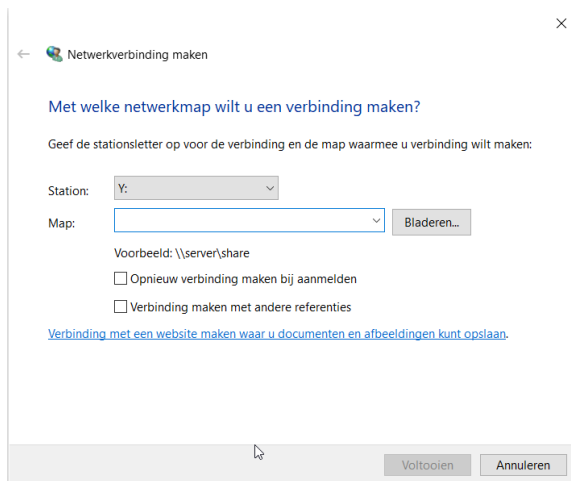 Netwerkverbinding maken
Met welke netwerkmap wilt u een verbinding maken?
Geef de stationsletter op voor de verbinding en de map waarmee u verbinding wilt maken:
Station: Y:
Map: Bladeren...
Voorbeeld: \\server\share
Opnieuw verbinding maken bij aanmelden
Verbinding maken met andere referenties
Verbinding met een website maken waar u documenten en afbeeldingen kunt opslaan.
Voltooien Annuleren